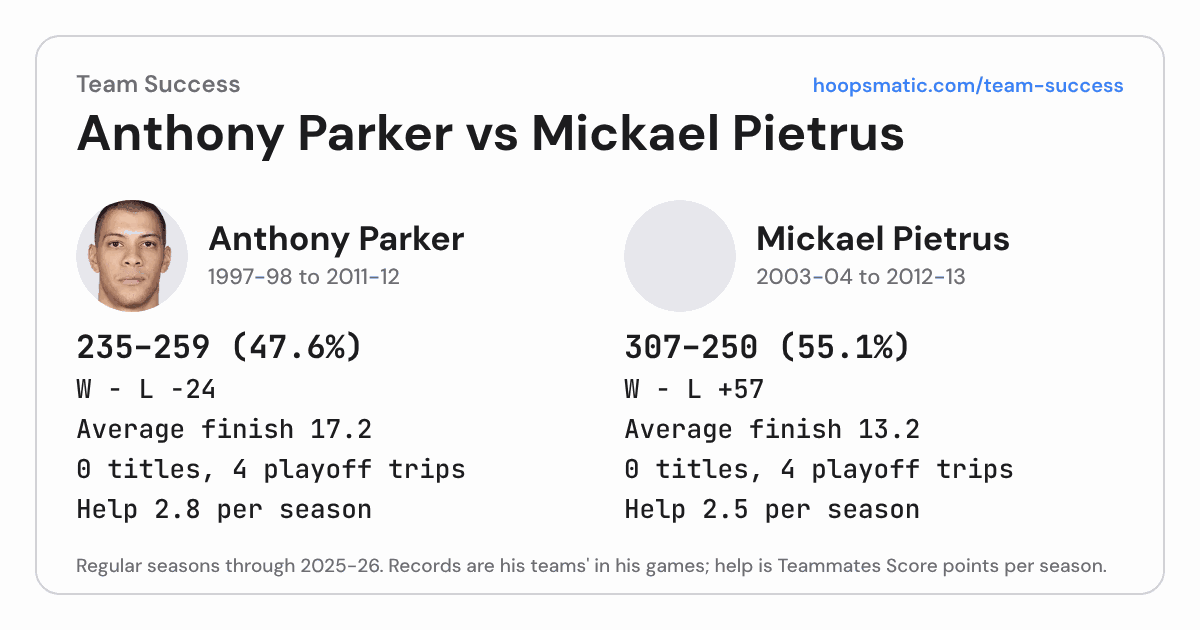 Team Success
hoopsmatic.com/team-success
Anthony Parker vs Mickael Pietrus
Anthony Parker
1997-98 to 2011-12
235-259 (47.6%)
W - L -24
Average finish 17.2
0 titles, 4 playoff trips
Help 2.8 per season
Mickael Pietrus
2003-04 to 2012-13
307-250 (55.1%)
W - L +57
Average finish 13.2
0 titles, 4 playoff trips
Help 2.5 per season
Regular seasons through 2025-26. Records are his teams' in his games; help is Teammates Score points per season.